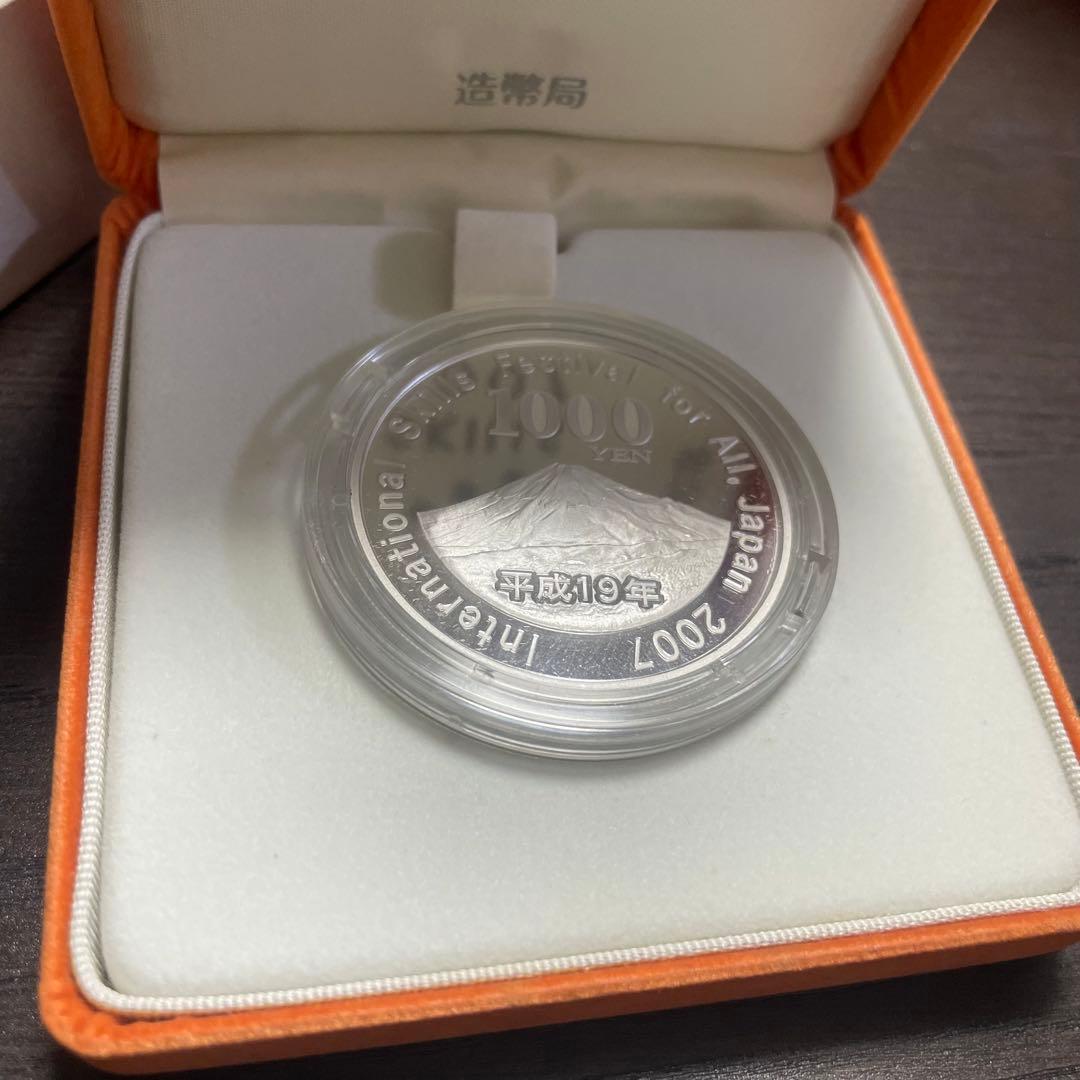 造幣局
International Skills Festival for All, Japan 2007
1000
YEN
平成19年